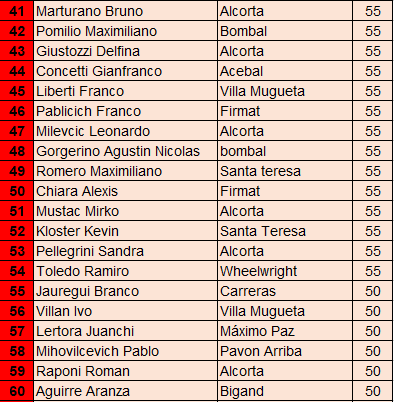 41 Marturano Bruno Alcorta 55
42 Pomilio Maximiliano Bombal 55
43 Giustozzi Delfina Alcorta 55
44 Concetti Gianfranco Acebal 55
45 Liberti Franco Villa Mugueta 55
46 Pablicich Franco Firmat 55
47 Milevcic Leonardo Alcorta 55
48 Gorgerino Agustin Nicolas bombal 55
49 Romero Maximiliano Santa teresa 55
50 Chiara Alexis Firmat 55
51 Mustac Mirko Alcorta 55
52 Kloster Kevin Santa Teresa 55
53 Pellegrini Sandra Alcorta 55
54 Toledo Ramiro Wheelwright 55
55 Jauregui Branco Carreras 50
56 Villan Ivo Villa Mugueta 50
57 Lertora Juanchi Máximo Paz 50
58 Mihovilcevich Pablo Pavon Arriba 50
59 Raponi Roman Alcorta 50
60 Aguirre Aranza Bigand 50